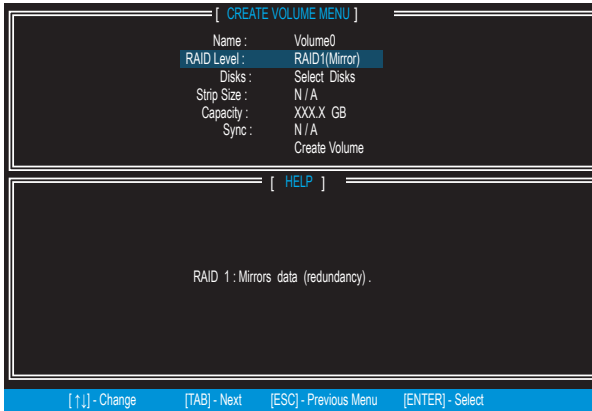 [ CREATE VOLUME MENU ]
Name : Volume0
RAID Level : RAID1(Mirror)
Disks : Select Disks
Strip Size : N / A
Capacity : XXX.X GB
Sync : N / A
Create Volume
[ HELP ]
RAID 1 : Mirrors data (redundancy) .
[ ↑↓] - Change [TAB] - Next [ESC] - Previous Menu [ENTER] - Select